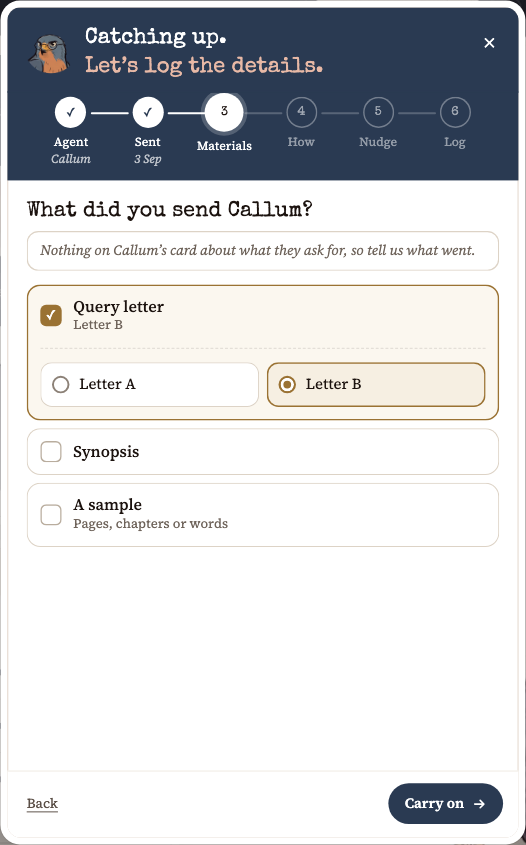 Catching up.
Let's log the details.
×
✓ ✓ 3 4 5 6
Agent Sent Materials How Nudge Log
Callum 3 Sep
What did you send Callum?
Nothing on Callum's card about what they ask for, so tell us what went.
Query letter
Letter B
Letter A Letter B
Synopsis
A sample
Pages, chapters or words
Back Carry on →